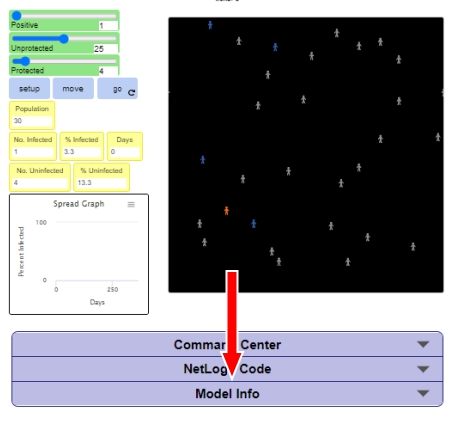 Positive 1
Unprotected 25
Protected 4
setup move go
Population
30
No. Infected % Infected Days
1 3.3 0
No. Uninfected % Uninfected
4 13.3
Spread Graph
100
Percent Infected
0
0 250
Days
Command Center
NetLogo Code
Model Info